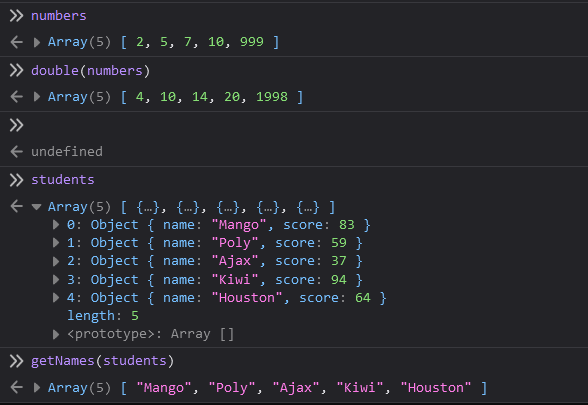 numbers
Array(5) [ 2, 5, 7, 10, 999 ]
double(numbers)
Array(5) [ 4, 10, 14, 20, 1998 ]
undefined
students
Array(5) [ {…}, {…}, {…}, {…}, {…} ]
0: Object { name: "Mango", score: 83 }
1: Object { name: "Poly", score: 59 }
2: Object { name: "Ajax", score: 37 }
3: Object { name: "Kiwi", score: 94 }
4: Object { name: "Houston", score: 64 }
length: 5
<prototype>: Array []
getNames(students)
Array(5) [ "Mango", "Poly", "Ajax", "Kiwi", "Houston" ]